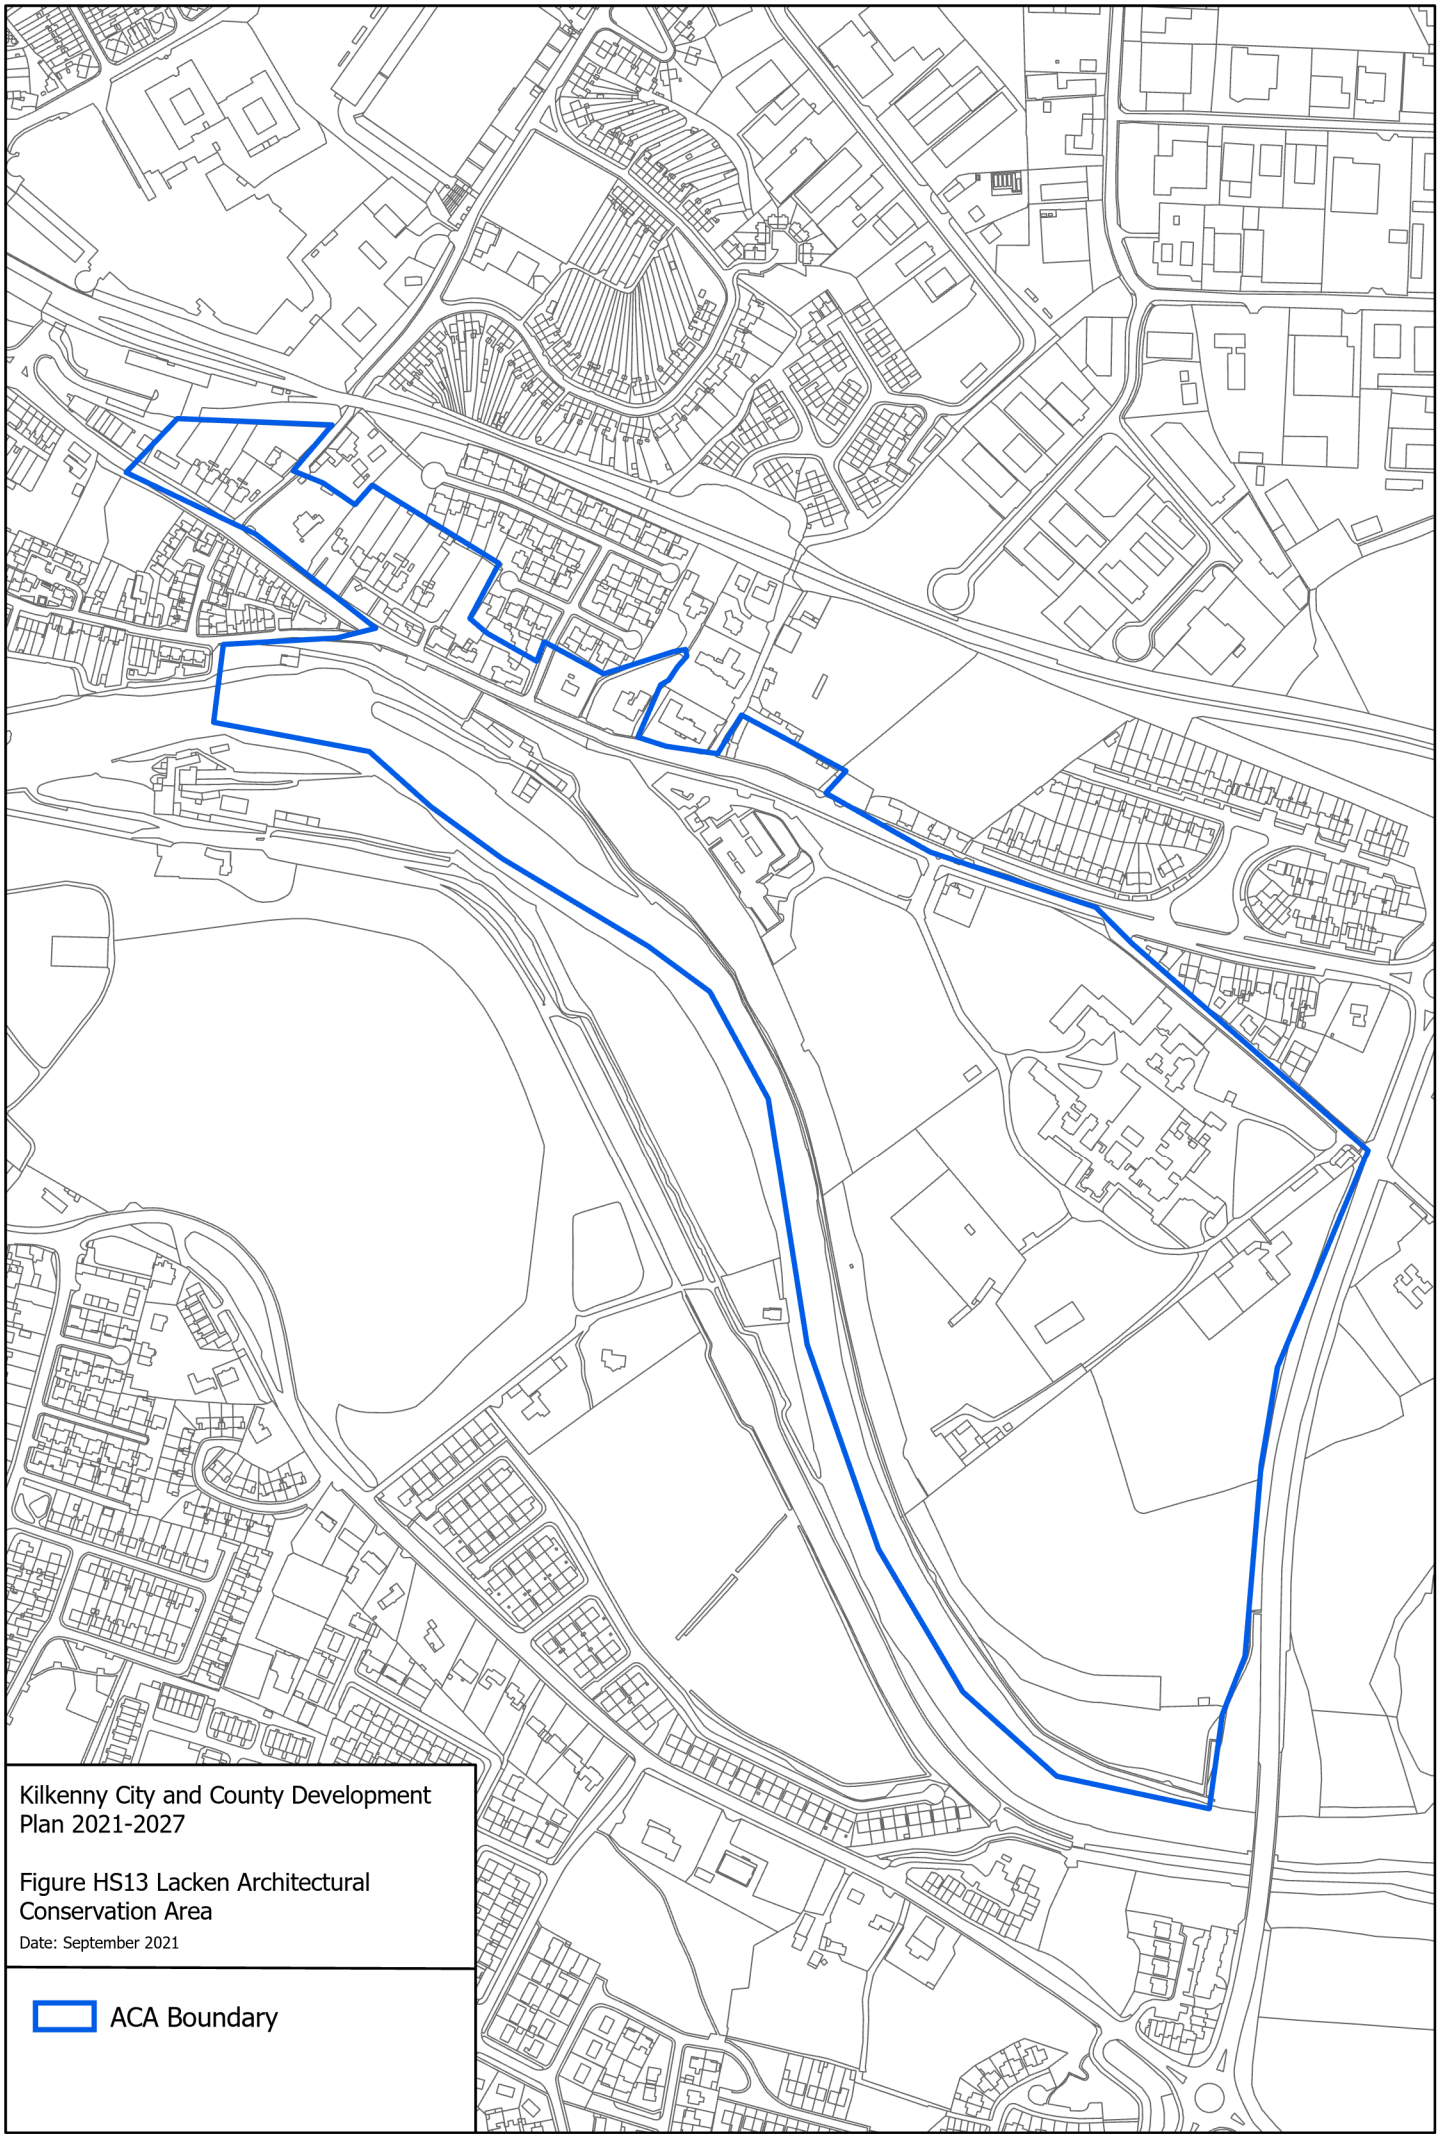 Kilkenny City and County Development
Plan 2021-2027
Figure HS13 Lacken Architectural
Conservation Area
Date: September 2021
ACA Boundary